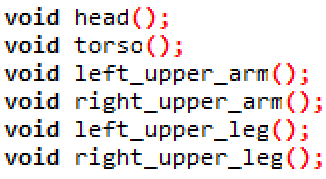 void head();
void torso();
void left_upper_arm();
void right_upper_arm();
void left_upper_leg();
void right_upper_leg();